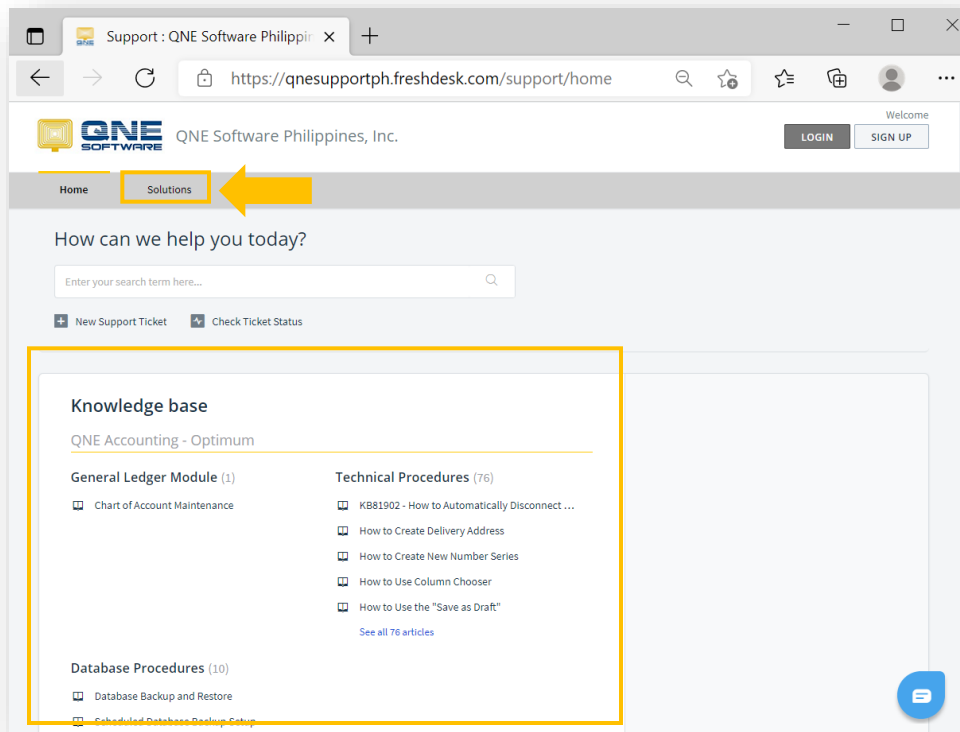 Support : QNE Software Philippin
https://qnesupportph.freshdesk.com/support/home
QNE SOFTWARE
QNE Software Philippines, Inc.
Welcome
LOGIN
SIGN UP
Home
Solutions
How can we help you today?
Enter your search term here...
New Support Ticket
Check Ticket Status
Knowledge base
QNE Accounting - Optimum
General Ledger Module (1)
Chart of Account Maintenance
Technical Procedures (76)
KB81902 - How to Automatically Disconnect ...
How to Create Delivery Address
How to Create New Number Series
How to Use Column Chooser
How to Use the "Save as Draft"
See all 76 articles
Database Procedures (10)
Database Backup and Restore
Scheduled Database Backup Setup